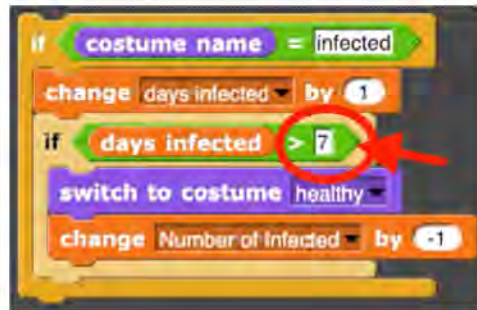 if costume name = infected
change days infected by 1
if days infected > 7
switch to costume healthy
change Number of Infected by -1